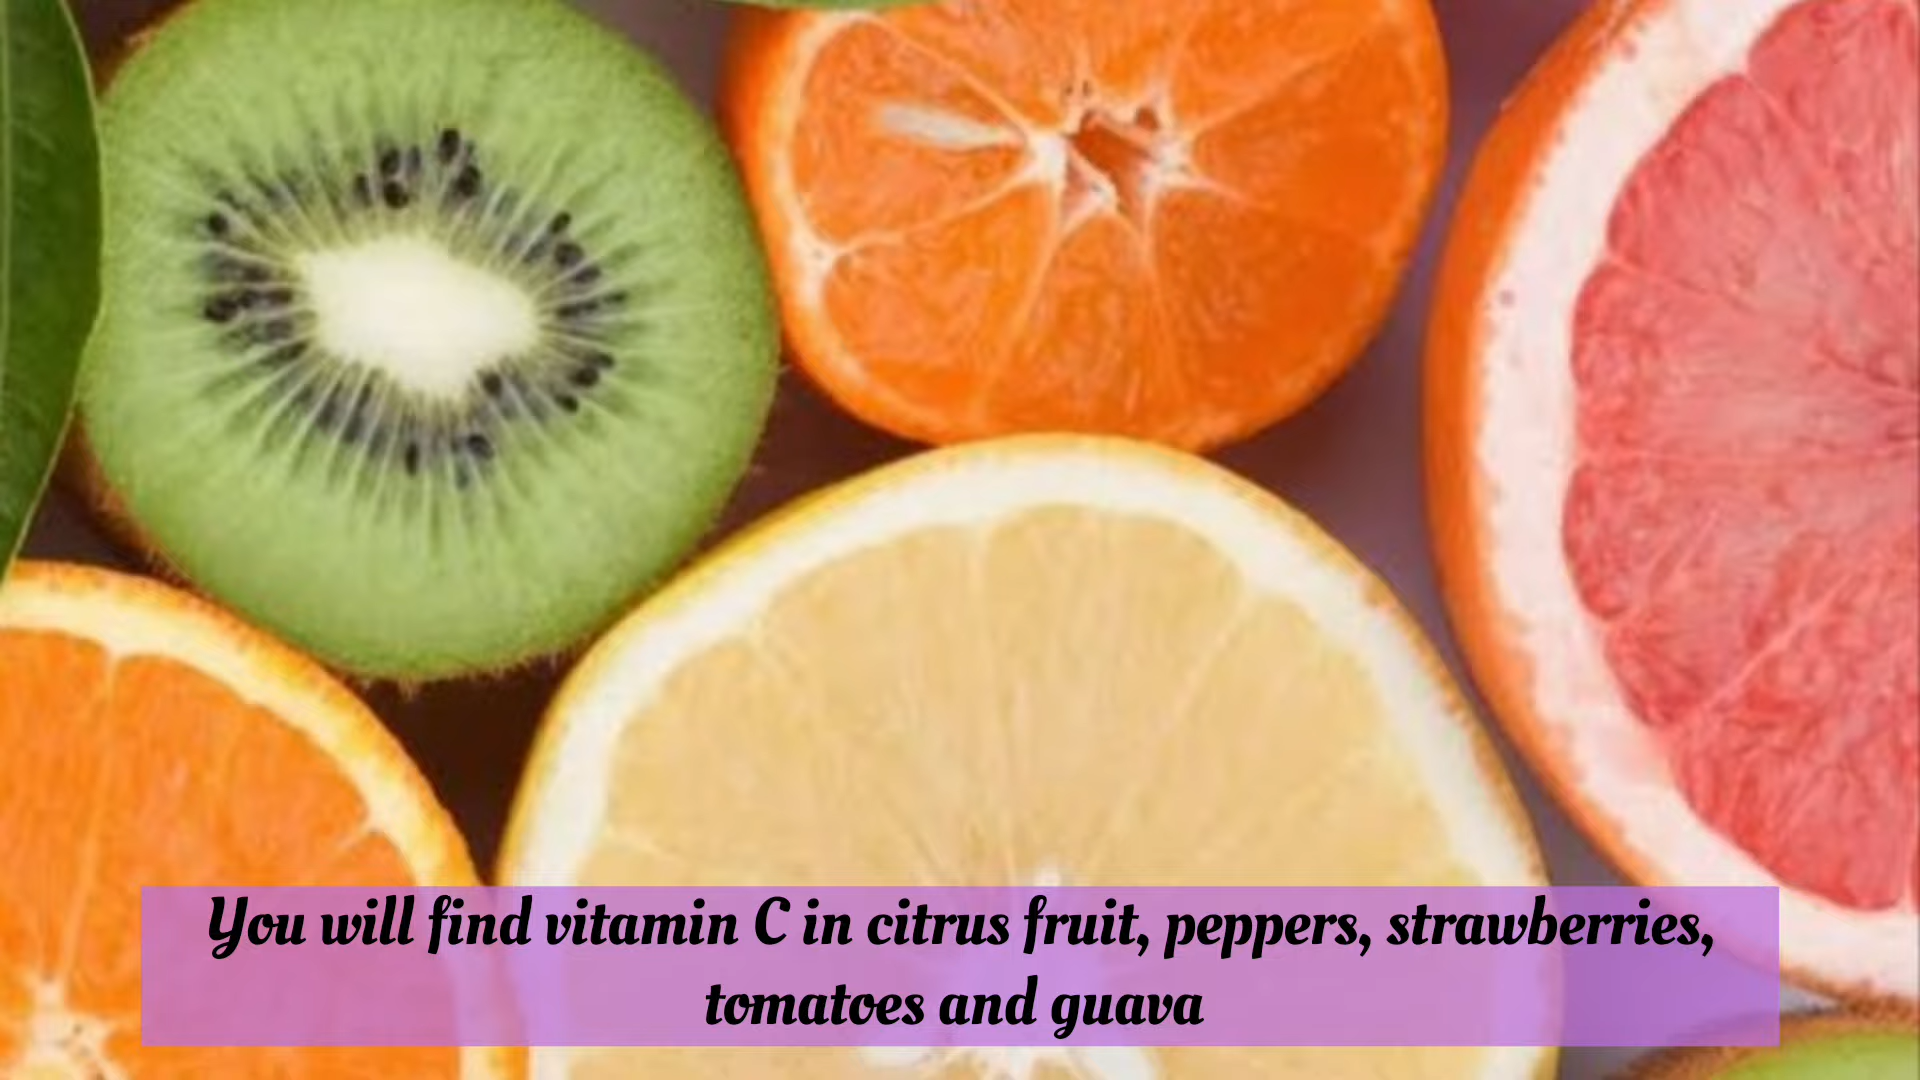 You will find vitamin C in citrus fruit, peppers, strawberries,
tomatoes and guava